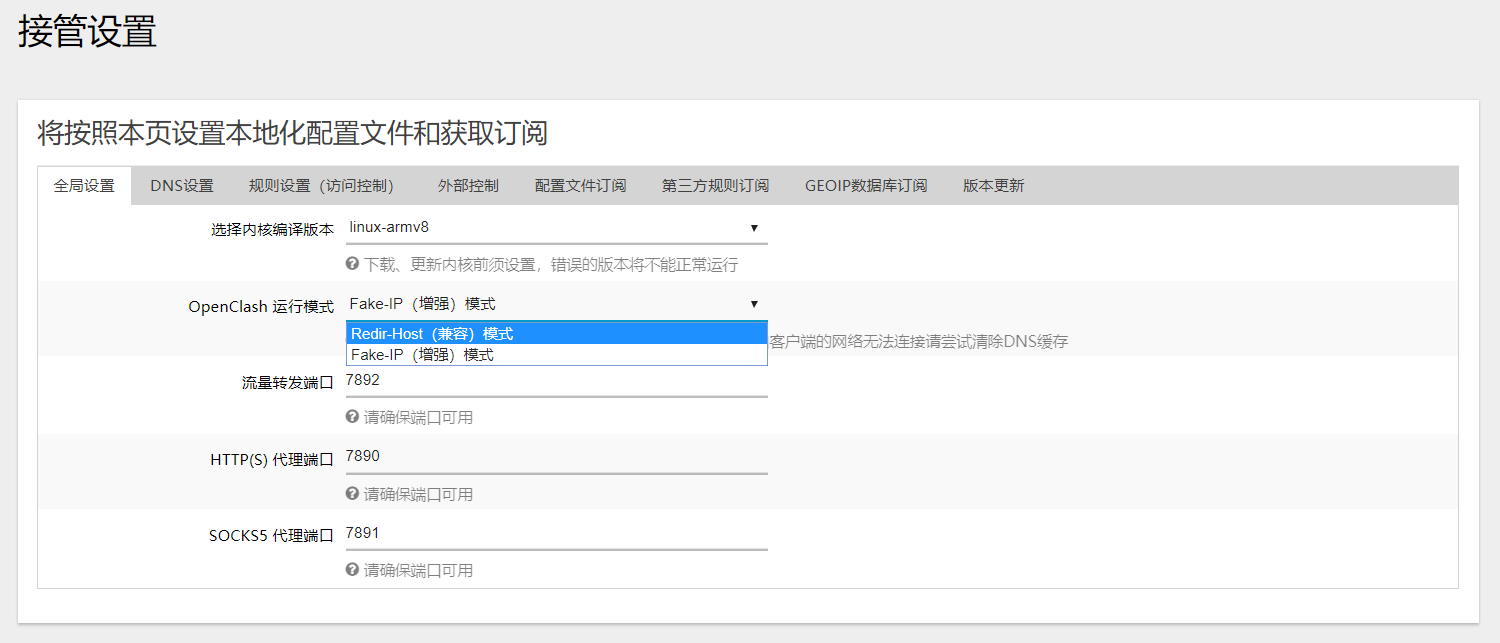 接管设置
将按照本页设置本地化配置文件和获取订阅
全局设置 DNS设置 规则设置（访问控制） 外部控制 配置文件订阅 第三方规则订阅 GEOIP数据库订阅 版本更新
选择内核编译版本 linux-armv8
下载、更新内核前须设置，错误的版本将不能正常运行
OpenClash 运行模式 Fake-IP（增强）模式
Redir-Host（兼容）模式
客户端的网络无法连接请尝试清除DNS缓存
Fake-IP（增强）模式
流量转发端口 7892
请确保端口可用
HTTP(S) 代理端口 7890
请确保端口可用
SOCKS5 代理端口 7891
请确保端口可用